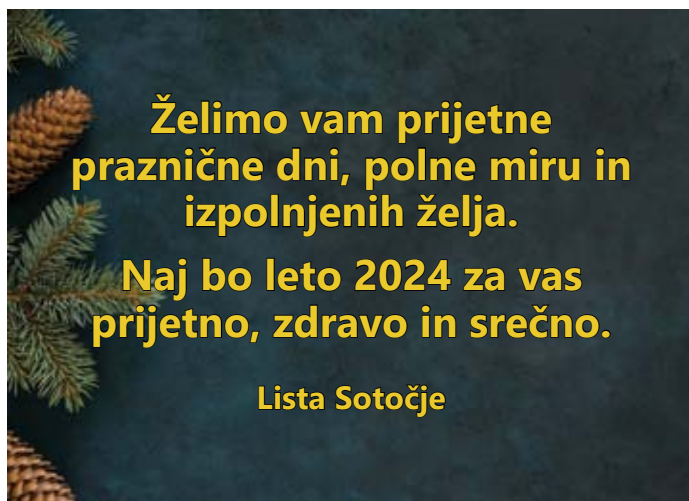 Želimo vam prijetne
praznične dni, polne miru in
izpolnjenih želja.
Naj bo leto 2024 za vas
prijetno, zdravo in srečno.
Lista Sotočje